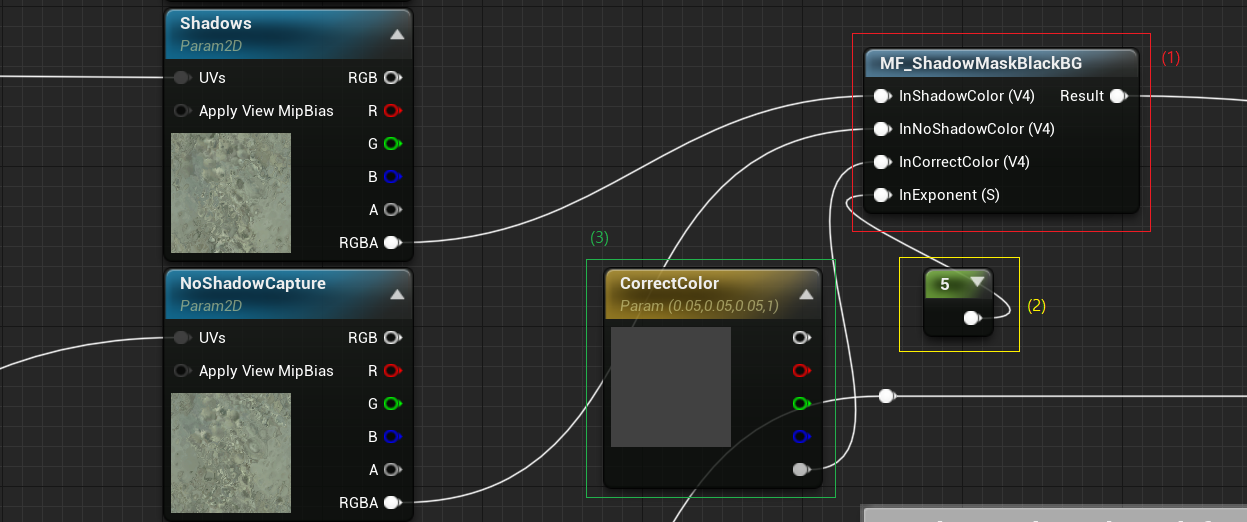 Shadows
Param2D
UVs RGB
Apply View MipBias R
G
B
A
RGBA
NoShadowCapture
Param2D
UVs RGB
Apply View MipBias R
G
B
A
RGBA
(3)
CorrectColor
Param (0.05,0.05,0.05,1)
MF_ShadowMaskBlackBG
(1)
InShadowColor (V4) Result
InNoShadowColor (V4)
InCorrectColor (V4)
InExponent (S)
5
(2)